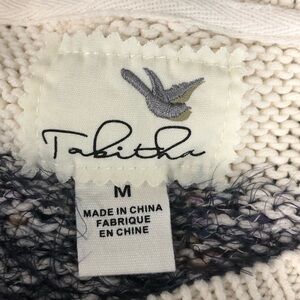 Tabitha
M
MADE IN CHINA
FABRIQUE
EN CHINE